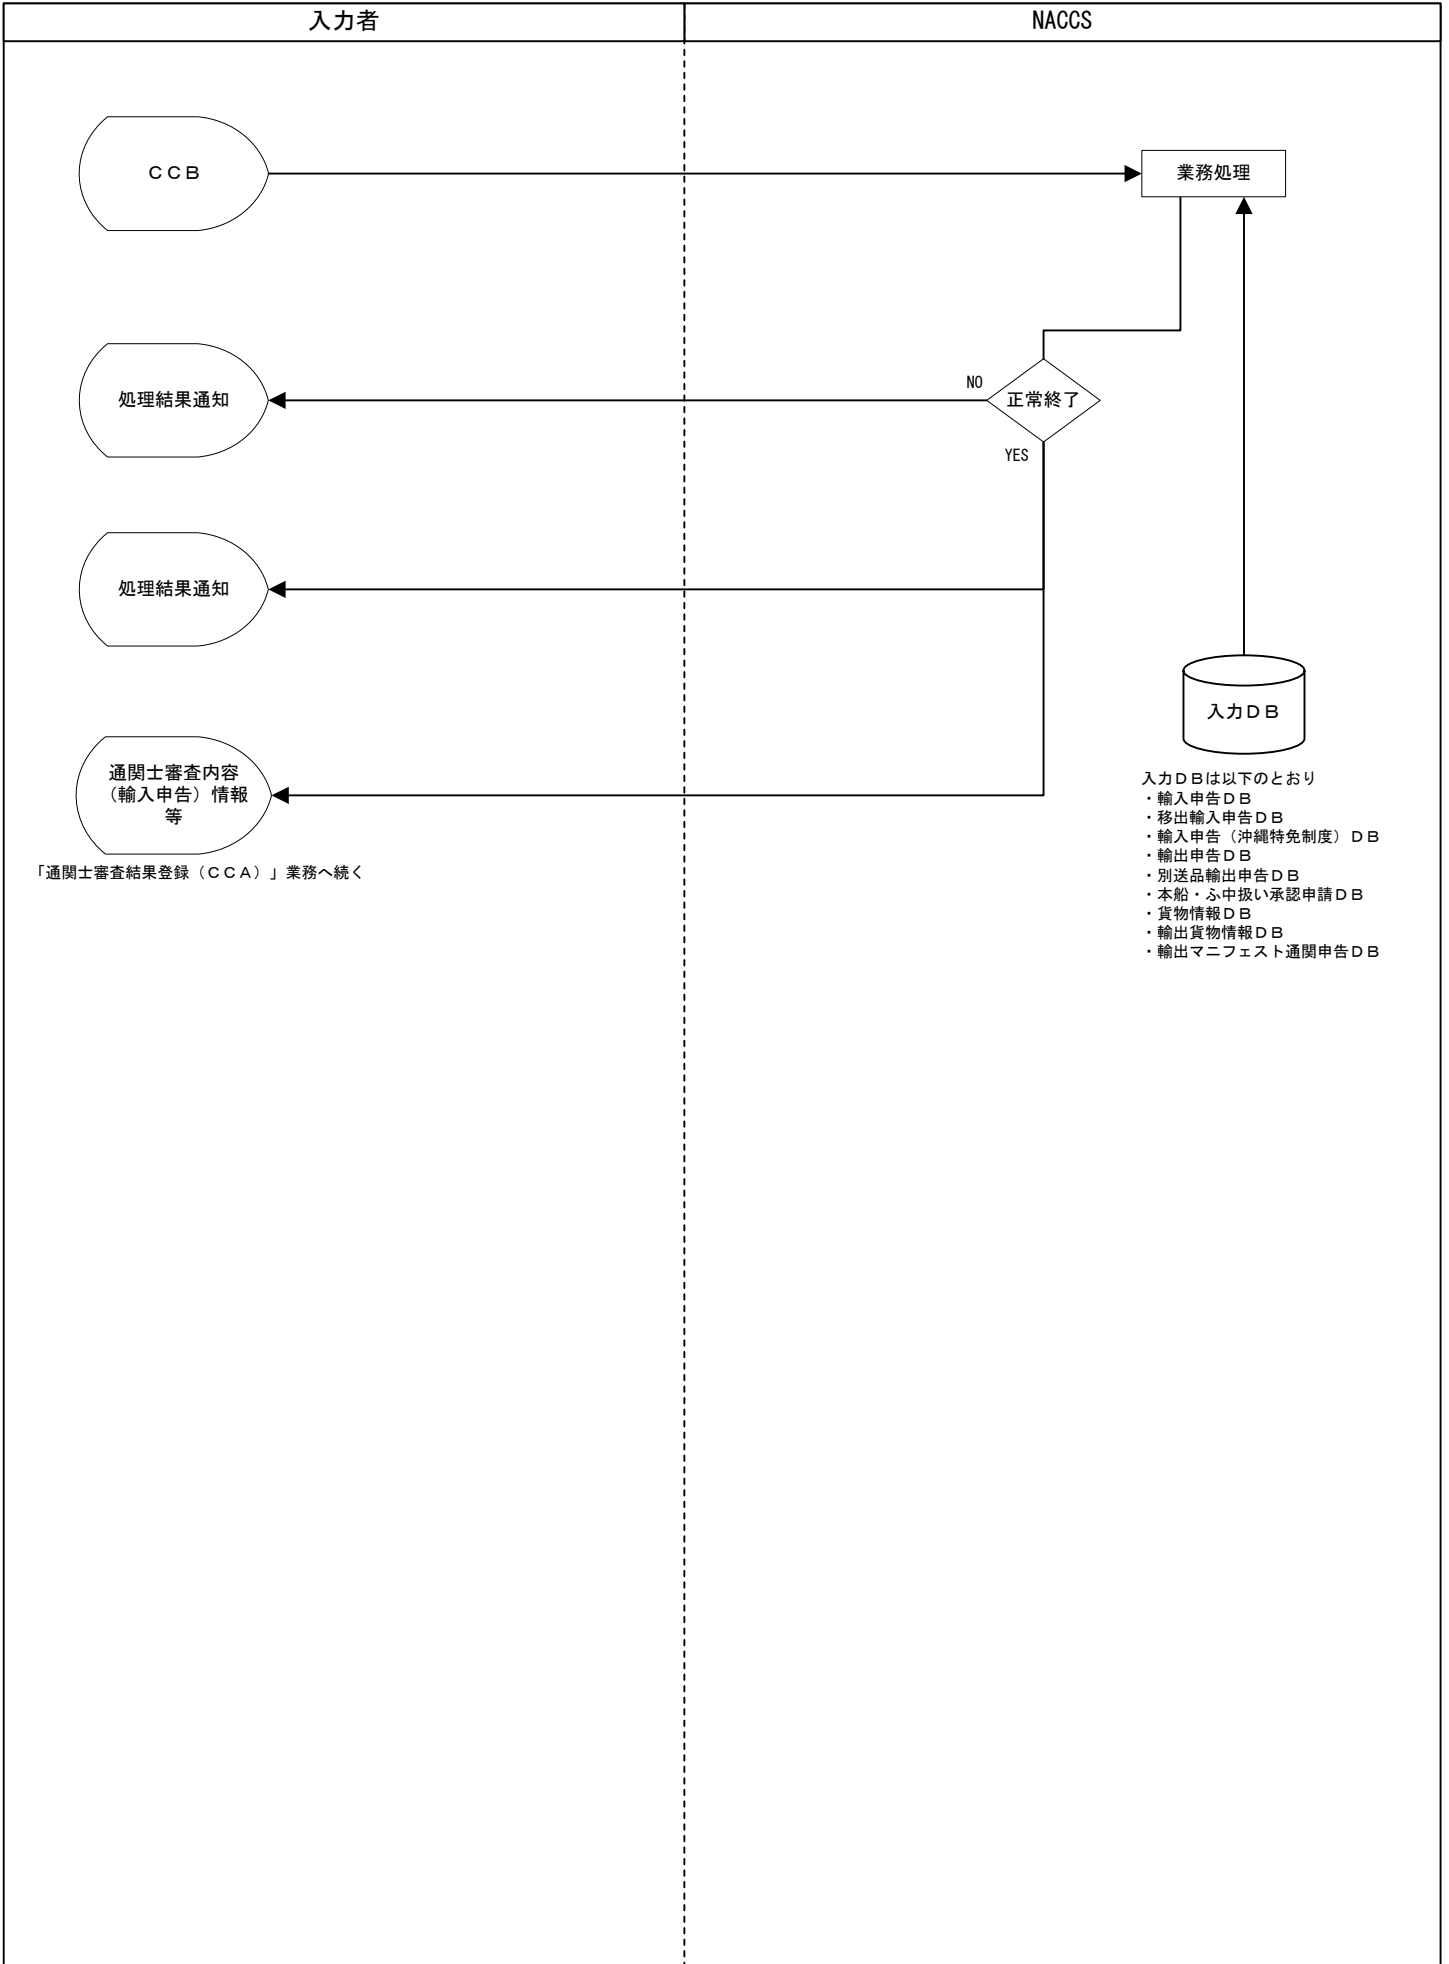 入力者
NACCS
ＣＣＢ
業務処理
処理結果通知
NO
正常終了
YES
処理結果通知
入力ＤＢ
通関士審査内容
（輸入申告）情報
等
「通関士審査結果登録（ＣＣＡ）」業務へ続く
入力ＤＢは以下のとおり
・輸入申告ＤＢ
・移出輸入申告ＤＢ
・輸入申告（沖縄特免制度）ＤＢ
・輸出申告ＤＢ
・別送品輸出申告ＤＢ
・本船・ふ中扱い承認申請ＤＢ
・貨物情報ＤＢ
・輸出貨物情報ＤＢ
・輸出マニフェスト通関申告ＤＢ